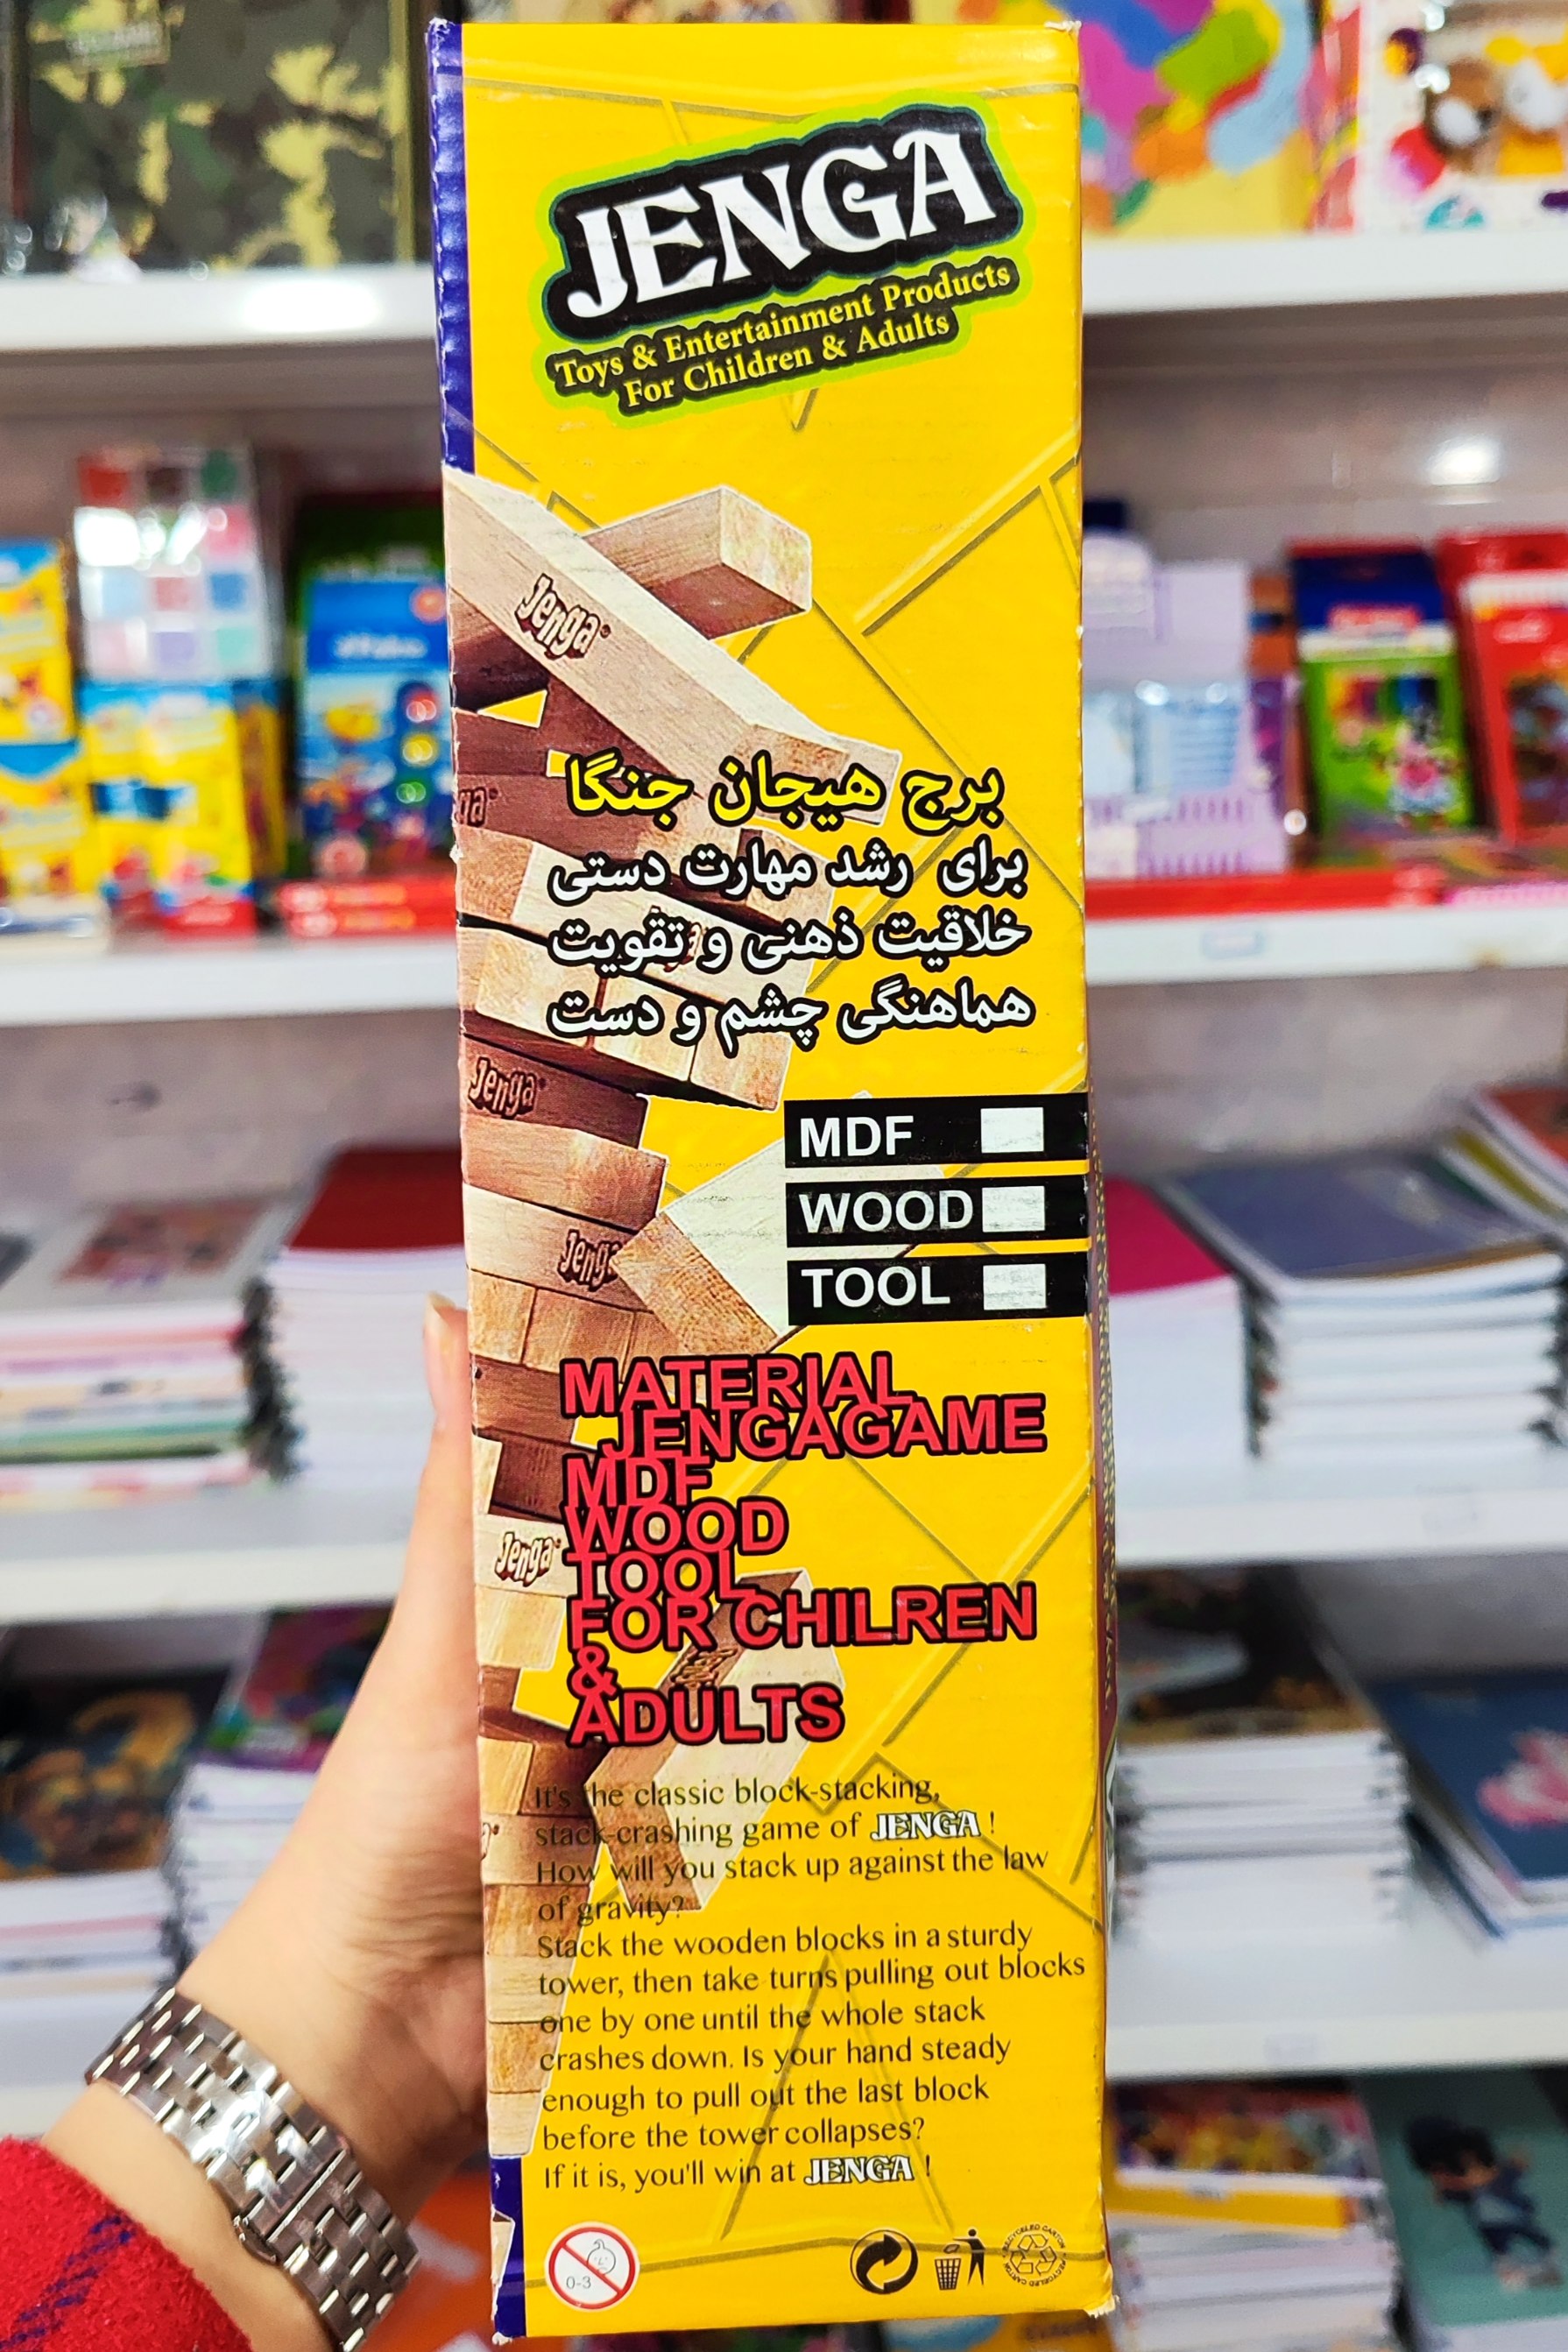 JENGA
Toys & Entertainment Products
For Children & Adults
Jenga
برج هیجان جنگا
برای رشد مهارت دستی
خلاقیت ذهنی و تقویت
هماهنگی چشم و دست
Jenga
MDF
WOOD
Jenga
TOOL
MATERIAL
JENGAGAME
MDF
WOOD
Jenga
TOOL
FOR CHILREN
&
ADULTS
It's the classic block-stacking,
stack-crashing game of JENGA !
How will you stack up against the law
of gravity?
Stack the wooden blocks in a sturdy
tower, then take turns pulling out blocks
one by one until the whole stack
crashes down. Is your hand steady
enough to pull out the last block
before the tower collapses?
If it is, you'll win at JENGA !
0-3
RECYCLED CARTON